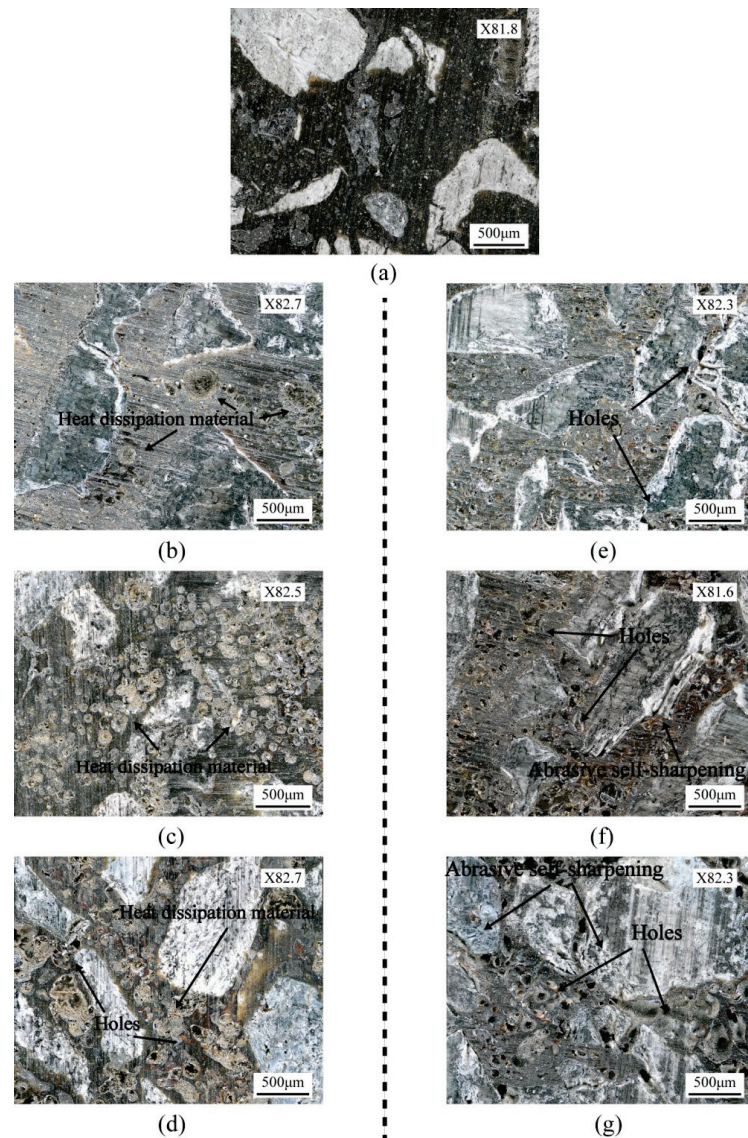 X81.8
500μm
(a)
X82.7
Heat dissipation material
500μm
(b)
X82.3
Holes
500μm
(e)
X82.5
Heat dissipation material
500μm
(c)
X81.6
Holes
Abrasive self-sharpening
500μm
(f)
X82.7
Heat dissipation material
Holes
500μm
(d)
Abrasive self-sharpening
X82.3
Holes
500μm
(g)